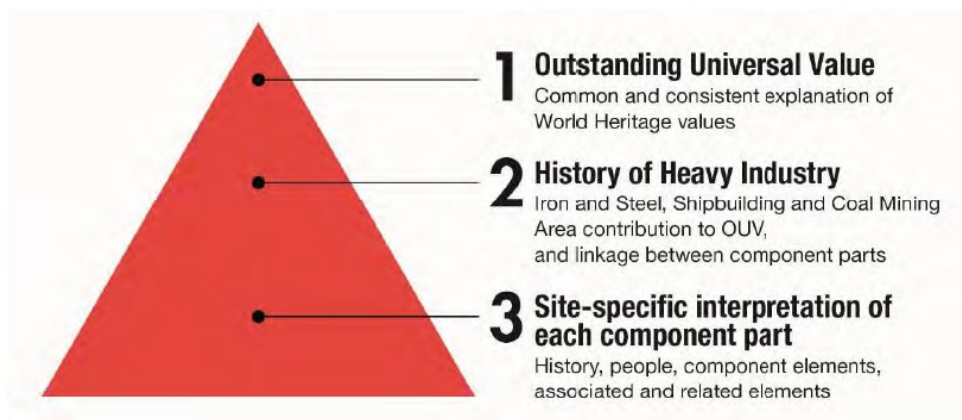 1 Outstanding Universal Value
Common and consistent explanation of
World Heritage values
2 History of Heavy Industry
Iron and Steel, Shipbuilding and Coal Mining
Area contribution to OUV,
and linkage between component parts
3 Site-specific interpretation of
each component part
History, people, component elements,
associated and related elements